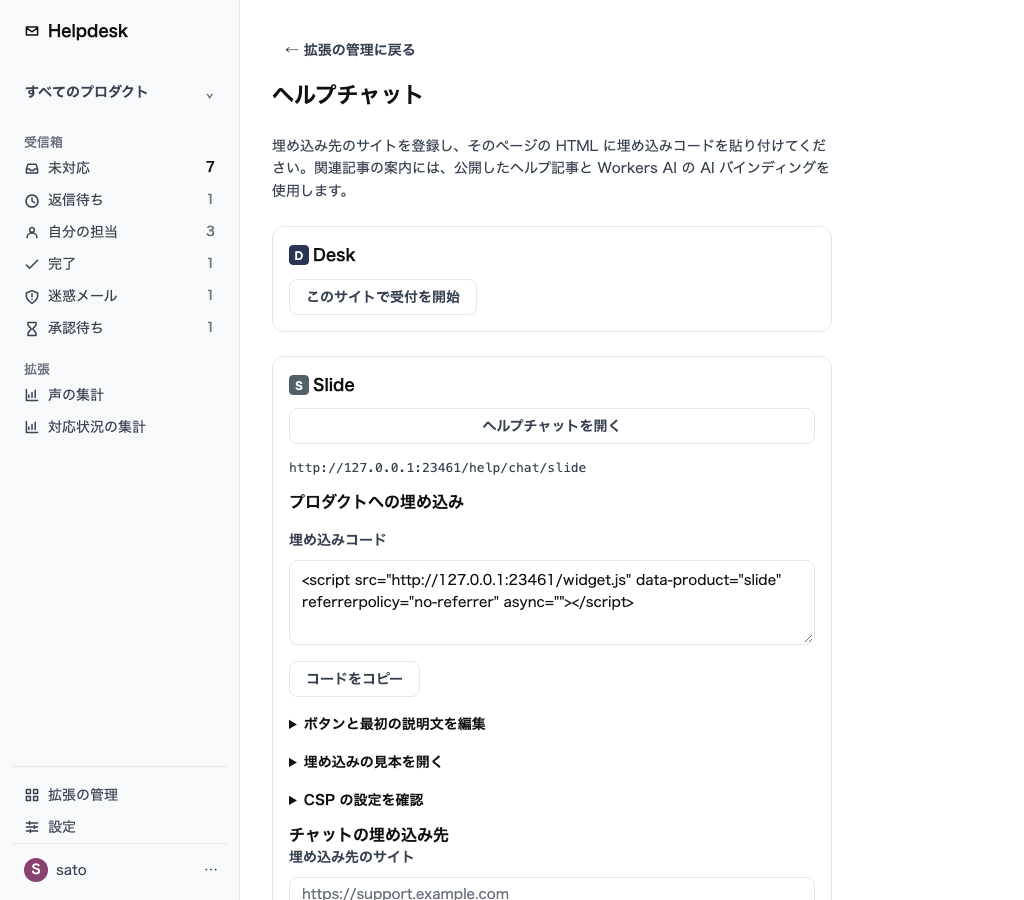 Helpdesk
すべてのプロダクト
受信箱
未対応 7
返信待ち 1
自分の担当 3
完了 1
迷惑メール 1
承認待ち 1
拡張
声の集計
対応状況の集計
拡張の管理
設定
S sato ...
← 拡張の管理に戻る
ヘルプチャット
埋め込み先のサイトを登録し、そのページの HTML に埋め込みコードを貼り付けてくだ
さい。関連記事の案内には、公開したヘルプ記事と Workers AI の AI バインディングを
使用します。
D Desk
このサイトで受付を開始
S Slide
ヘルプチャットを開く
http://127.0.0.1:23461/help/chat/slide
プロダクトへの埋め込み
埋め込みコード
<script src="http://127.0.0.1:23461/widget.js" data-product="slide"
referrerpolicy="no-referrer" async=""></script>
コードをコピー
▶ ボタンと最初の説明文を編集
▶ 埋め込みの見本を開く
▶ CSP の設定を確認
チャットの埋め込み先
埋め込み先のサイト
https://support.example.com